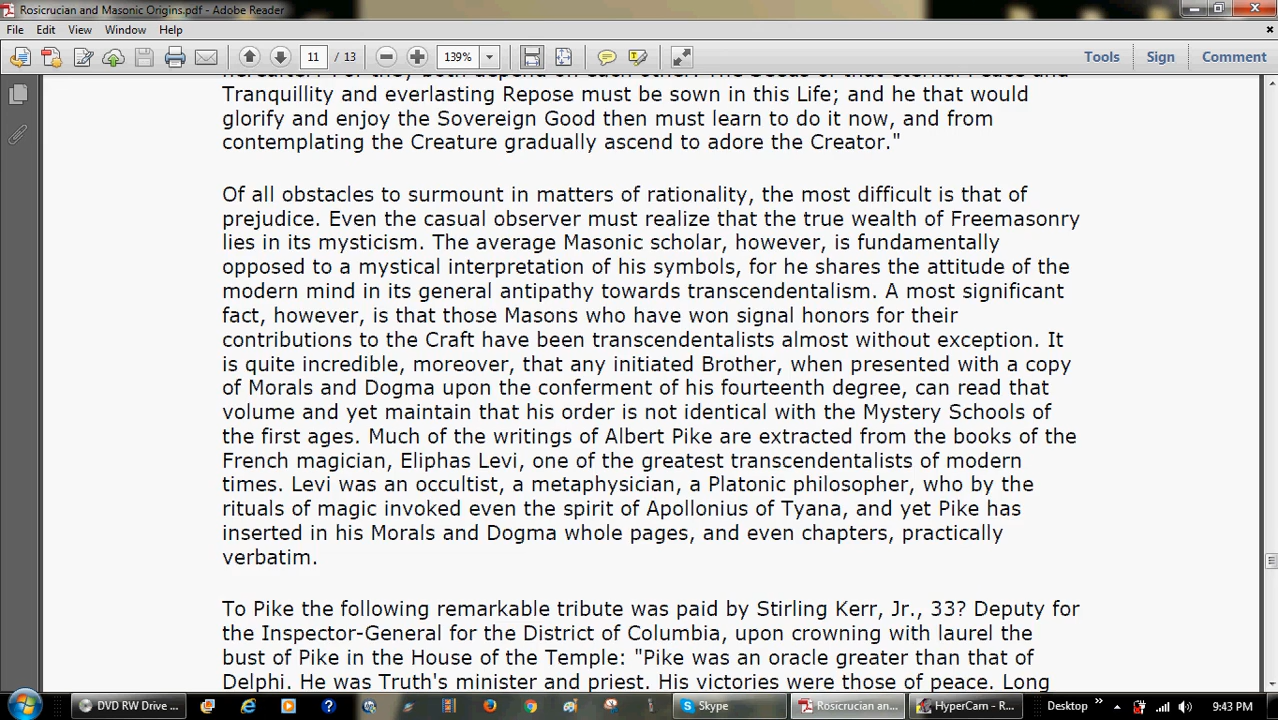 Rosicrucian and Masonic Origins.pdf - Adobe Reader
File Edit View Window Help
11 / 13 139% Tools Sign Comment
hereafter. For they both depend on each other. The Seeds of that eternal Peace and
Tranquillity and everlasting Repose must be sown in this Life; and he that would
glorify and enjoy the Sovereign Good then must learn to do it now, and from
contemplating the Creature gradually ascend to adore the Creator."
Of all obstacles to surmount in matters of rationality, the most difficult is that of
prejudice. Even the casual observer must realize that the true wealth of Freemasonry
lies in its mysticism. The average Masonic scholar, however, is fundamentally
opposed to a mystical interpretation of his symbols, for he shares the attitude of the
modern mind in its general antipathy towards transcendentalism. A most significant
fact, however, is that those Masons who have won signal honors for their
contributions to the Craft have been transcendentalists almost without exception. It
is quite incredible, moreover, that any initiated Brother, when presented with a copy
of Morals and Dogma upon the conferment of his fourteenth degree, can read that
volume and yet maintain that his order is not identical with the Mystery Schools of
the first ages. Much of the writings of Albert Pike are extracted from the books of the
French magician, Eliphas Levi, one of the greatest transcendentalists of modern
times. Levi was an occultist, a metaphysician, a Platonic philosopher, who by the
rituals of magic invoked even the spirit of Apollonius of Tyana, and yet Pike has
inserted in his Morals and Dogma whole pages, and even chapters, practically
verbatim.
To Pike the following remarkable tribute was paid by Stirling Kerr, Jr., 33? Deputy for
the Inspector-General for the District of Columbia, upon crowning with laurel the
bust of Pike in the House of the Temple: "Pike was an oracle greater than that of
Delphi. He was Truth's minister and priest. His victories were those of peace. Long
DVD RW Drive ... Skype Rosicrucian an... HyperCam - R... Desktop » 9:43 PM